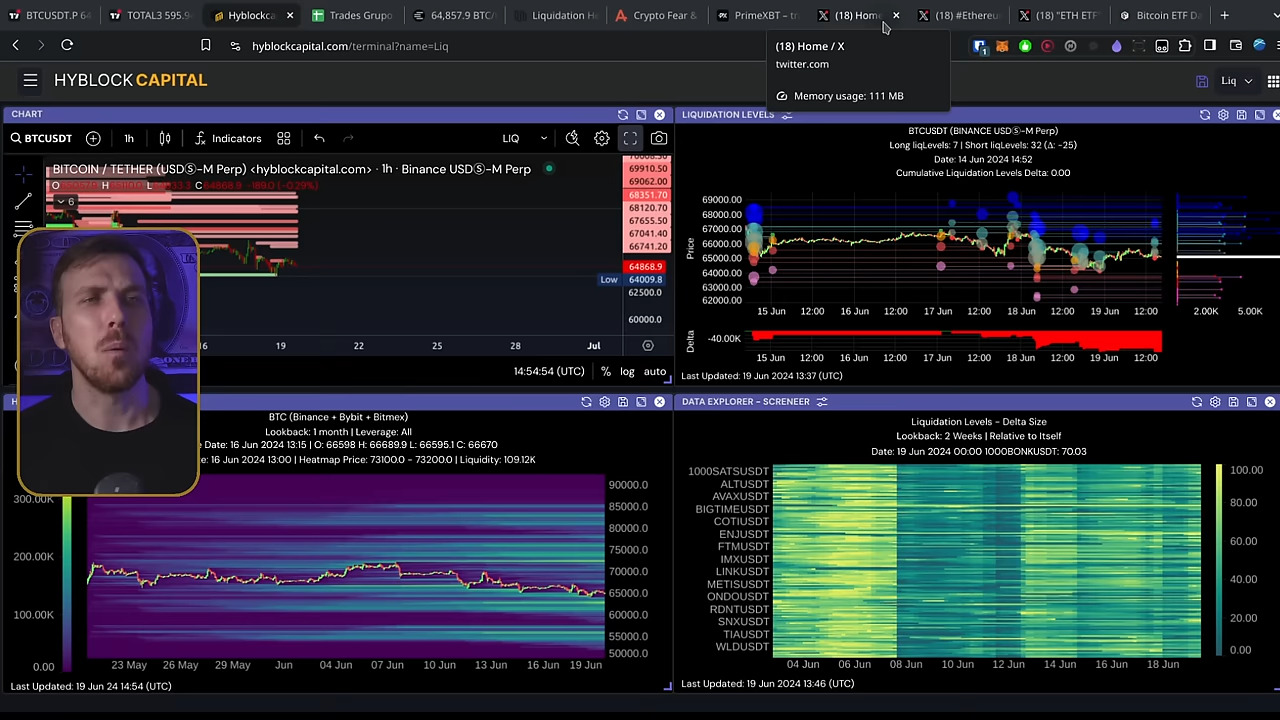 BTCUSDT.P 64
TOTAL3 595.9
Hyblockca
Trades Grupo
64,857.9 BTC/
Liquidation He
Crypto Fear &
PrimeXBT – tra
(18) Home
(18) #Ethereu
(18) "ETH ETF"
Bitcoin ETF Da
hyblockcapital.com/terminal?name=Liq
(18) Home / X
twitter.com
Memory usage: 111 MB
1
HYBLOCK CAPITAL
Liq
CHART
BTCUSDT
1h
Indicators
LIQ
BITCOIN / TETHER (USDⓈ-M Perp) <hyblockcapital.com> · 1h · Binance USDⓈ-M Perp
O H L C 64868.9 -189.0 (-0.29%)
6
69910.50
69062.00
68351.70
68120.70
67655.50
67041.40
66741.20
64868.9
Low 64009.8
62500.0
60000.0
16 19 22 25 28 Jul
14:54:54 (UTC) % log auto
LIQUIDATION LEVELS
BTCUSDT (BINANCE USDⓈ-M Perp)
Long liqLevels: 7 | Short liqLevels: 32 (Δ: -25)
Date: 14 Jun 2024 14:52
Cumulative Liquidation Levels Delta: 0.00
Price
69000.00
68000.00
67000.00
66000.00
65000.00
64000.00
63000.00
62000.00
15 Jun 12:00 16 Jun 12:00 17 Jun 12:00 18 Jun 12:00 19 Jun 12:00 2.00K 5.00K
Delta
-40.00K
15 Jun 12:00 16 Jun 12:00 17 Jun 12:00 18 Jun 12:00 19 Jun 12:00
Last Updated: 19 Jun 2024 13:37 (UTC)
BTC (Binance + Bybit + Bitmex)
Lookback: 1 month | Leverage: All
Date: 16 Jun 2024 13:15 | O: 66598 H: 66689.9 L: 66595.1 C: 66670
16 Jun 2024 13:00 | Heatmap Price: 73100.0 - 73200.0 | Liquidity: 109.12K
300.00K
200.00K
100.00K
0.00
90000.0
85000.0
80000.0
75000.0
70000.0
65000.0
60000.0
55000.0
50000.0
23 May 26 May 29 May Jun 04 Jun 07 Jun 10 Jun 13 Jun 16 Jun 19 Jun
Last Updated: 19 Jun 24 14:54 (UTC)
DATA EXPLORER - SCRENEER
Liquidation Levels - Delta Size
Lookback: 2 Weeks | Relative to Itself
Date: 19 Jun 2024 00:00 1000BONKUSDT: 70.03
1000SATSUSDT
ALTUSDT
AVAXUSDT
BIGTIMEUSDT
COTIUSDT
ENJUSDT
FTMUSDT
IMXUSDT
LINKUSDT
METISUSDT
ONDOUSDT
RDNTUSDT
SNXUSDT
TIAUSDT
WLDUSDT
100.00
80.00
60.00
40.00
20.00
0.00
04 Jun 06 Jun 08 Jun 10 Jun 12 Jun 14 Jun 16 Jun 18 Jun
Last Updated: 19 Jun 2024 13:46 (UTC)